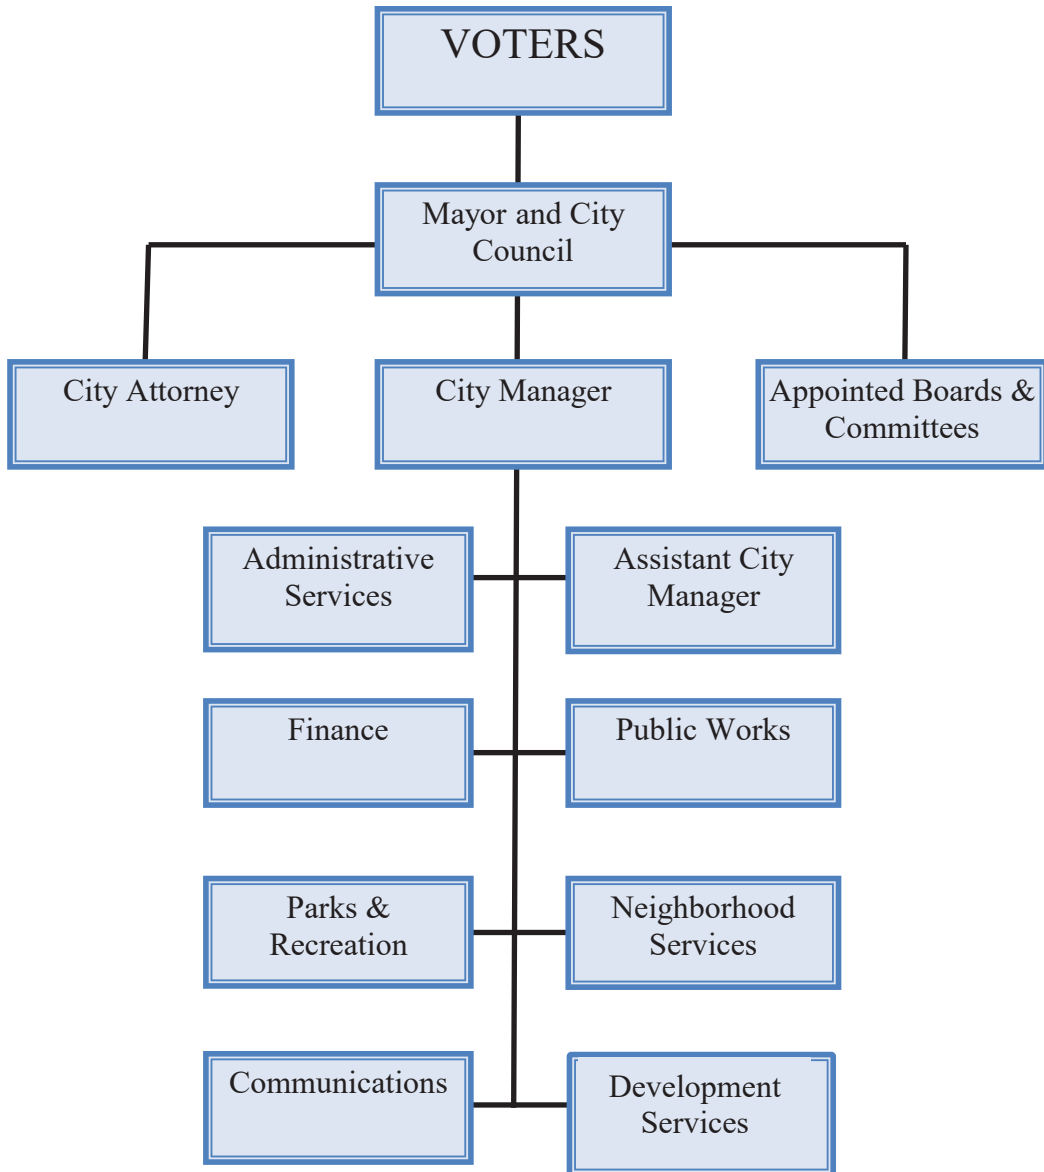 VOTERS
Mayor and City
Council
City Attorney
City Manager
Appointed Boards &
Committees
Administrative
Services
Assistant City
Manager
Finance
Public Works
Parks &
Recreation
Neighborhood
Services
Communications
Development
Services